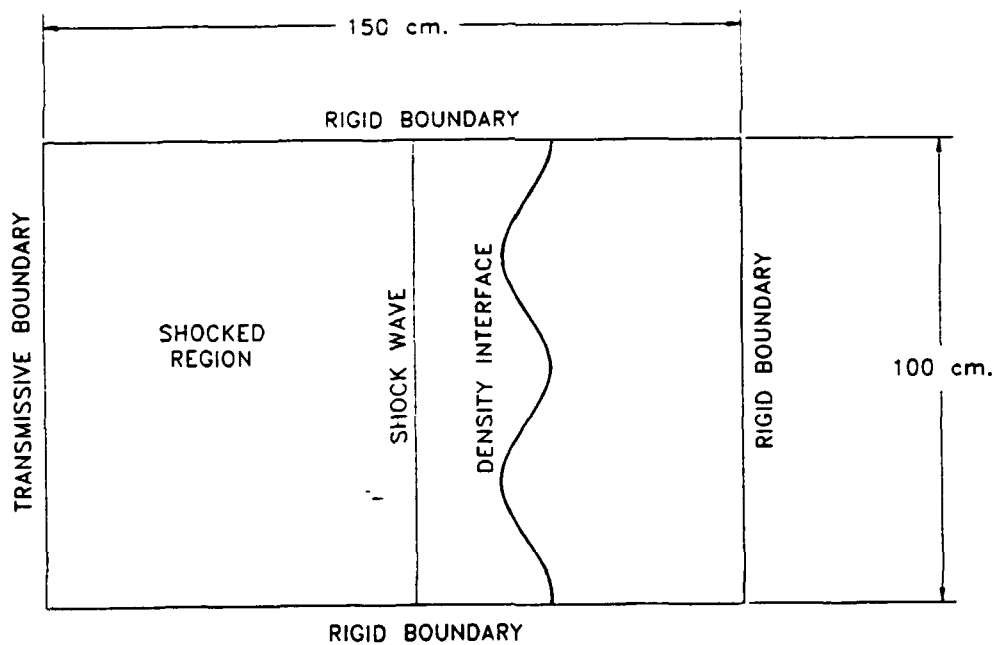 150 cm.
RIGID BOUNDARY
TRANSMISSIVE BOUNDARY
SHOCKED
REGION
SHOCK WAVE
DENSITY INTERFACE
RIGID BOUNDARY
100 cm.
RIGID BOUNDARY